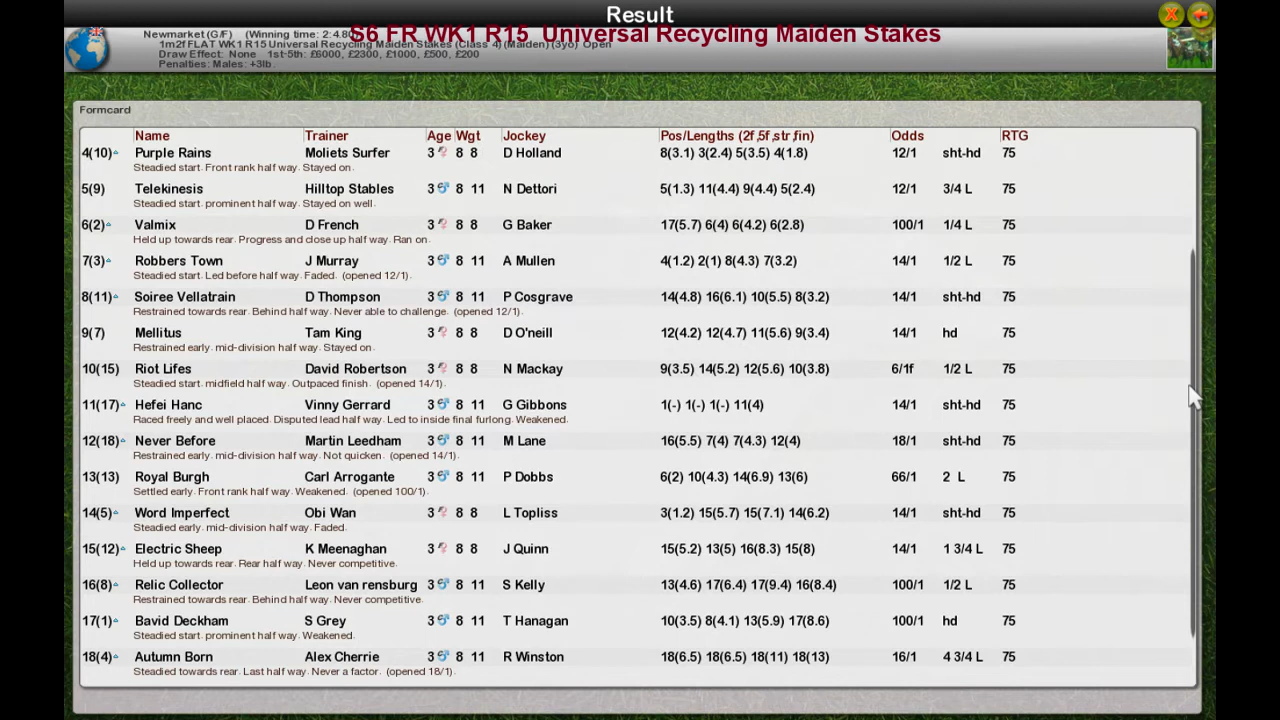 Result
S6 FR WK1 R15 Universal Recycling Maiden Stakes
Newmarket (G/F) (Winning time: 2:4.80)
1m2f FLAT WK1 R15 Universal Recycling Maiden Stakes (Class 4) (Maiden) (3yo) Open
Draw Effect: None 1st-5th: £6000, £2300, £1000, £500, £200
Penalties: Males: +3lb.
Formcard
Name Trainer Age Wgt Jockey Pos/Lengths (2f,5f,str,fin) Odds RTG
4(10) Purple Rains Moliets Surfer 3 8 8 D Holland 8(3.1) 3(2.4) 5(3.5) 4(1.8) 12/1 sht-hd 75
Steadied start. Front rank half way. Stayed on.
5(9) Telekinesis Hilltop Stables 3 8 11 N Dettori 5(1.3) 11(4.4) 9(4.4) 5(2.4) 12/1 3/4 L 75
Steadied start. prominent half way. Stayed on well.
6(2) Valmix D French 3 8 8 G Baker 17(5.7) 6(4) 6(4.2) 6(2.8) 100/1 1/4 L 75
Held up towards rear. Progress and close up half way. Ran on.
7(3) Robbers Town J Murray 3 8 11 A Mullen 4(1.2) 2(1) 8(4.3) 7(3.2) 14/1 1/2 L 75
Steadied start. Led before half way. Faded. (opened 12/1).
8(11) Soiree Vellatrain D Thompson 3 8 11 P Cosgrave 14(4.8) 16(6.1) 10(5.5) 8(3.2) 14/1 sht-hd 75
Restrained towards rear. Behind half way. Never able to challenge. (opened 12/1).
9(7) Mellitus Tam King 3 8 8 D O'neill 12(4.2) 12(4.7) 11(5.6) 9(3.4) 14/1 hd 75
Restrained early. mid-division half way. Stayed on.
10(15) Riot Lifes David Robertson 3 8 8 N Mackay 9(3.5) 14(5.2) 12(5.6) 10(3.8) 6/1f 1/2 L 75
Steadied start. midfield half way. Outpaced finish. (opened 14/1).
11(17) Hefei Hanc Vinny Gerrard 3 8 11 G Gibbons 1(-) 1(-) 1(-) 11(4) 14/1 sht-hd 75
Raced freely and well placed. Disputed lead half way. Led to inside final furlong. Weakened.
12(18) Never Before Martin Leedham 3 8 11 M Lane 16(5.5) 7(4) 7(4.3) 12(4) 18/1 sht-hd 75
Restrained early. mid-division half way. Not quicken. (opened 14/1).
13(13) Royal Burgh Carl Arrogante 3 8 11 P Dobbs 6(2) 10(4.3) 14(6.9) 13(6) 66/1 2 L 75
Settled early. Front rank half way. Weakened. (opened 100/1).
14(5) Word Imperfect Obi Wan 3 8 8 L Topliss 3(1.2) 15(5.7) 15(7.1) 14(6.2) 14/1 sht-hd 75
Steadied early. mid-division half way. Faded.
15(12) Electric Sheep K Meenaghan 3 8 8 J Quinn 15(5.2) 13(5) 16(8.3) 15(8) 14/1 1 3/4 L 75
Held up towards rear. Rear half way. Never competitive.
16(8) Relic Collector Leon van rensburg 3 8 11 S Kelly 13(4.6) 17(6.4) 17(9.4) 16(8.4) 100/1 1/2 L 75
Restrained towards rear. Behind half way. Never competitive.
17(1) Bavid Deckham S Grey 3 8 11 T Hanagan 10(3.5) 8(4.1) 13(5.9) 17(8.6) 100/1 hd 75
Steadied start. prominent half way. Weakened.
18(4) Autumn Born Alex Cherrie 3 8 11 R Winston 18(6.5) 18(6.5) 18(11) 18(13) 16/1 4 3/4 L 75
Steadied towards rear. Last half way. Never a factor. (opened 18/1).